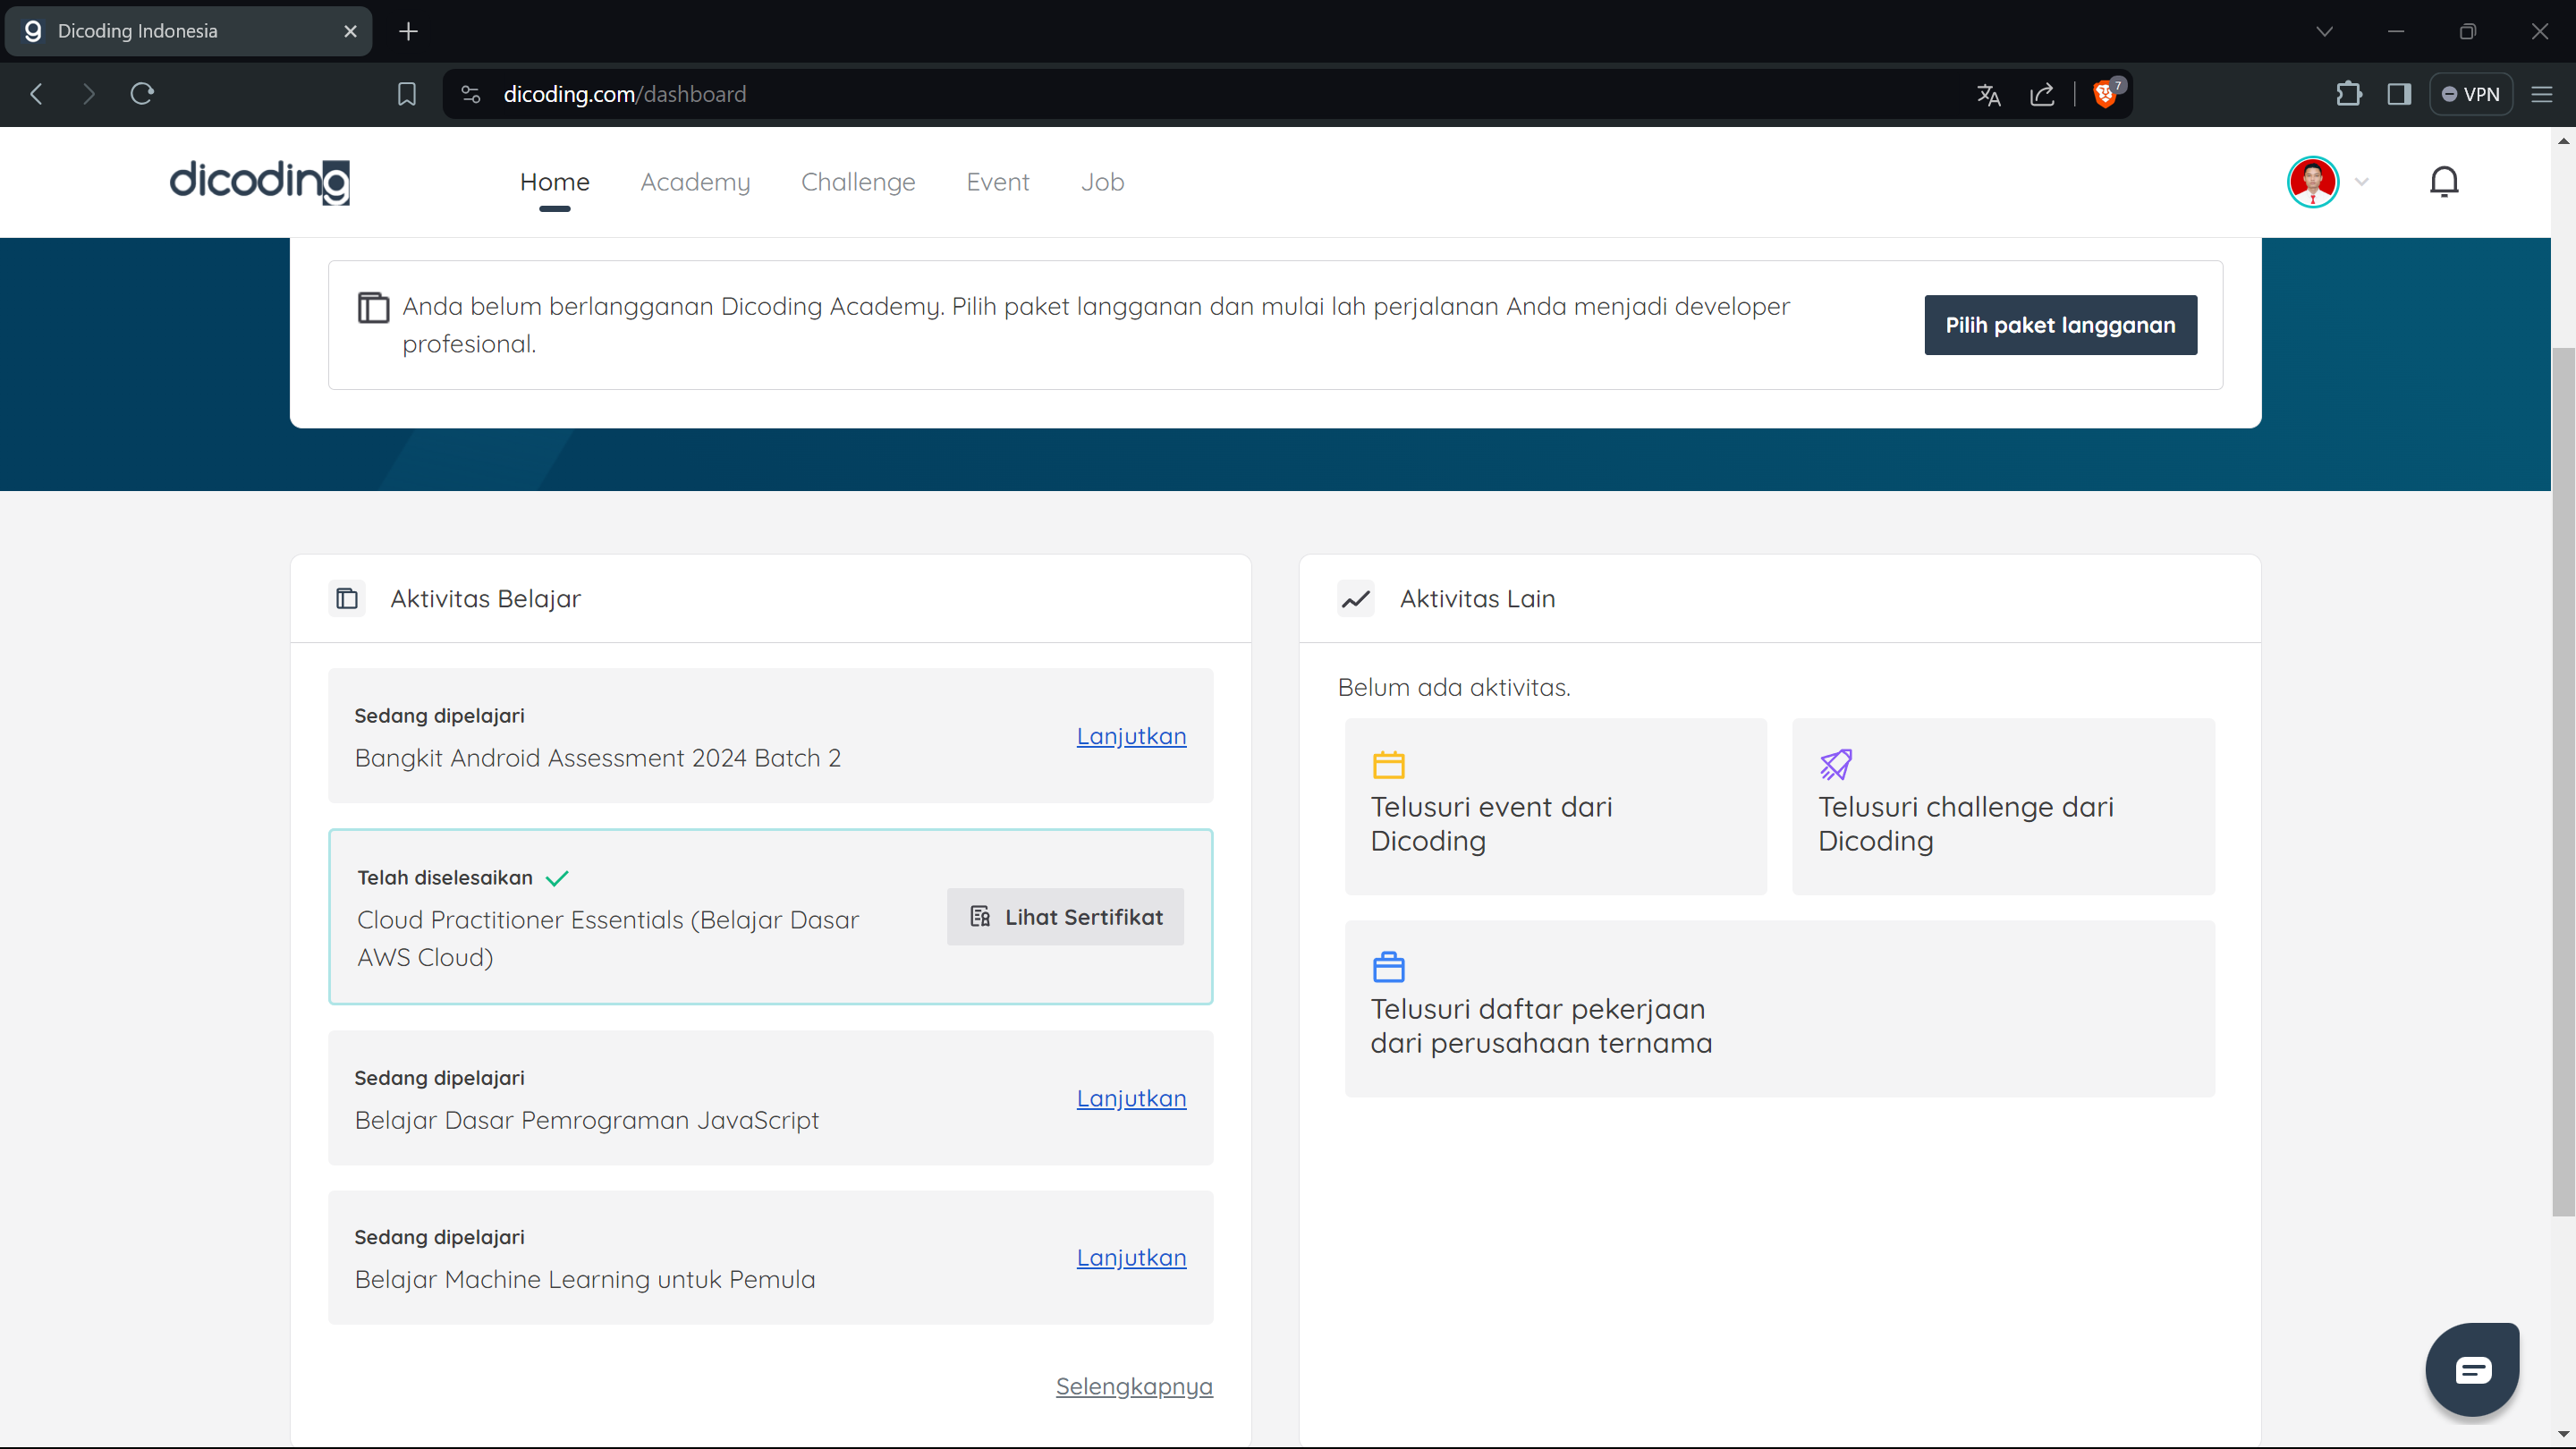 Dicoding Indonesia
dicoding.com/dashboard
7
VPN
dicoding
Home
Academy
Challenge
Event
Job
Anda belum berlangganan Dicoding Academy. Pilih paket langganan dan mulai lah perjalanan Anda menjadi developer
profesional.
Pilih paket langganan
Aktivitas Belajar
Sedang dipelajari
Bangkit Android Assessment 2024 Batch 2
Lanjutkan
Telah diselesaikan
Cloud Practitioner Essentials (Belajar Dasar
AWS Cloud)
Lihat Sertifikat
Sedang dipelajari
Belajar Dasar Pemrograman JavaScript
Lanjutkan
Sedang dipelajari
Belajar Machine Learning untuk Pemula
Lanjutkan
Selengkapnya
Aktivitas Lain
Belum ada aktivitas.
Telusuri event dari
Dicoding
Telusuri challenge dari
Dicoding
Telusuri daftar pekerjaan
dari perusahaan ternama